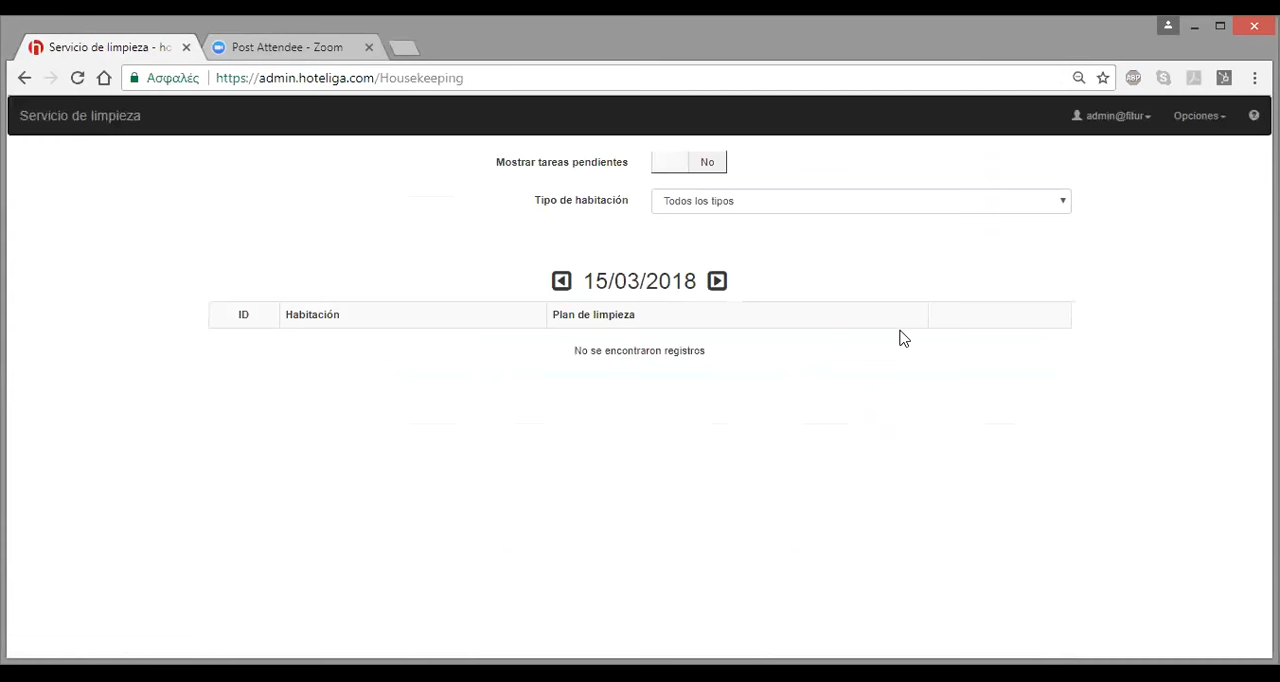 Servicio de limpieza - ho
Post Attendee - Zoom
Ασφαλές
https://admin.hoteliga.com/Housekeeping
ABP
Servicio de limpieza
admin@fitur
Opciones
Mostrar tareas pendientes
No
Tipo de habitación
Todos los tipos
15/03/2018
ID
Habitación
Plan de limpieza
No se encontraron registros